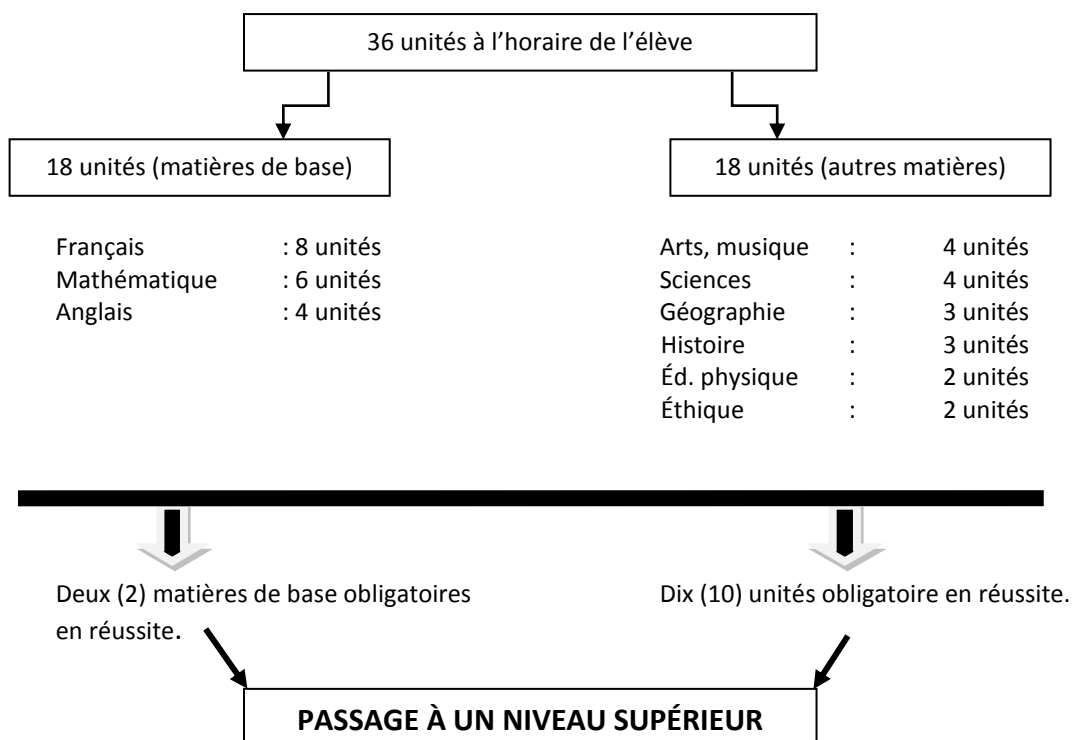 36 unités à l’horaire de l’élève
18 unités (matières de base)
18 unités (autres matières)
Français : 8 unités
Mathématique : 6 unités
Anglais : 4 unités
Arts, musique : 4 unités
Sciences : 4 unités
Géographie : 3 unités
Histoire : 3 unités
Éd. physique : 2 unités
Éthique : 2 unités
Deux (2) matières de base obligatoires
en réussite.
Dix (10) unités obligatoire en réussite.
PASSAGE À UN NIVEAU SUPÉRIEUR